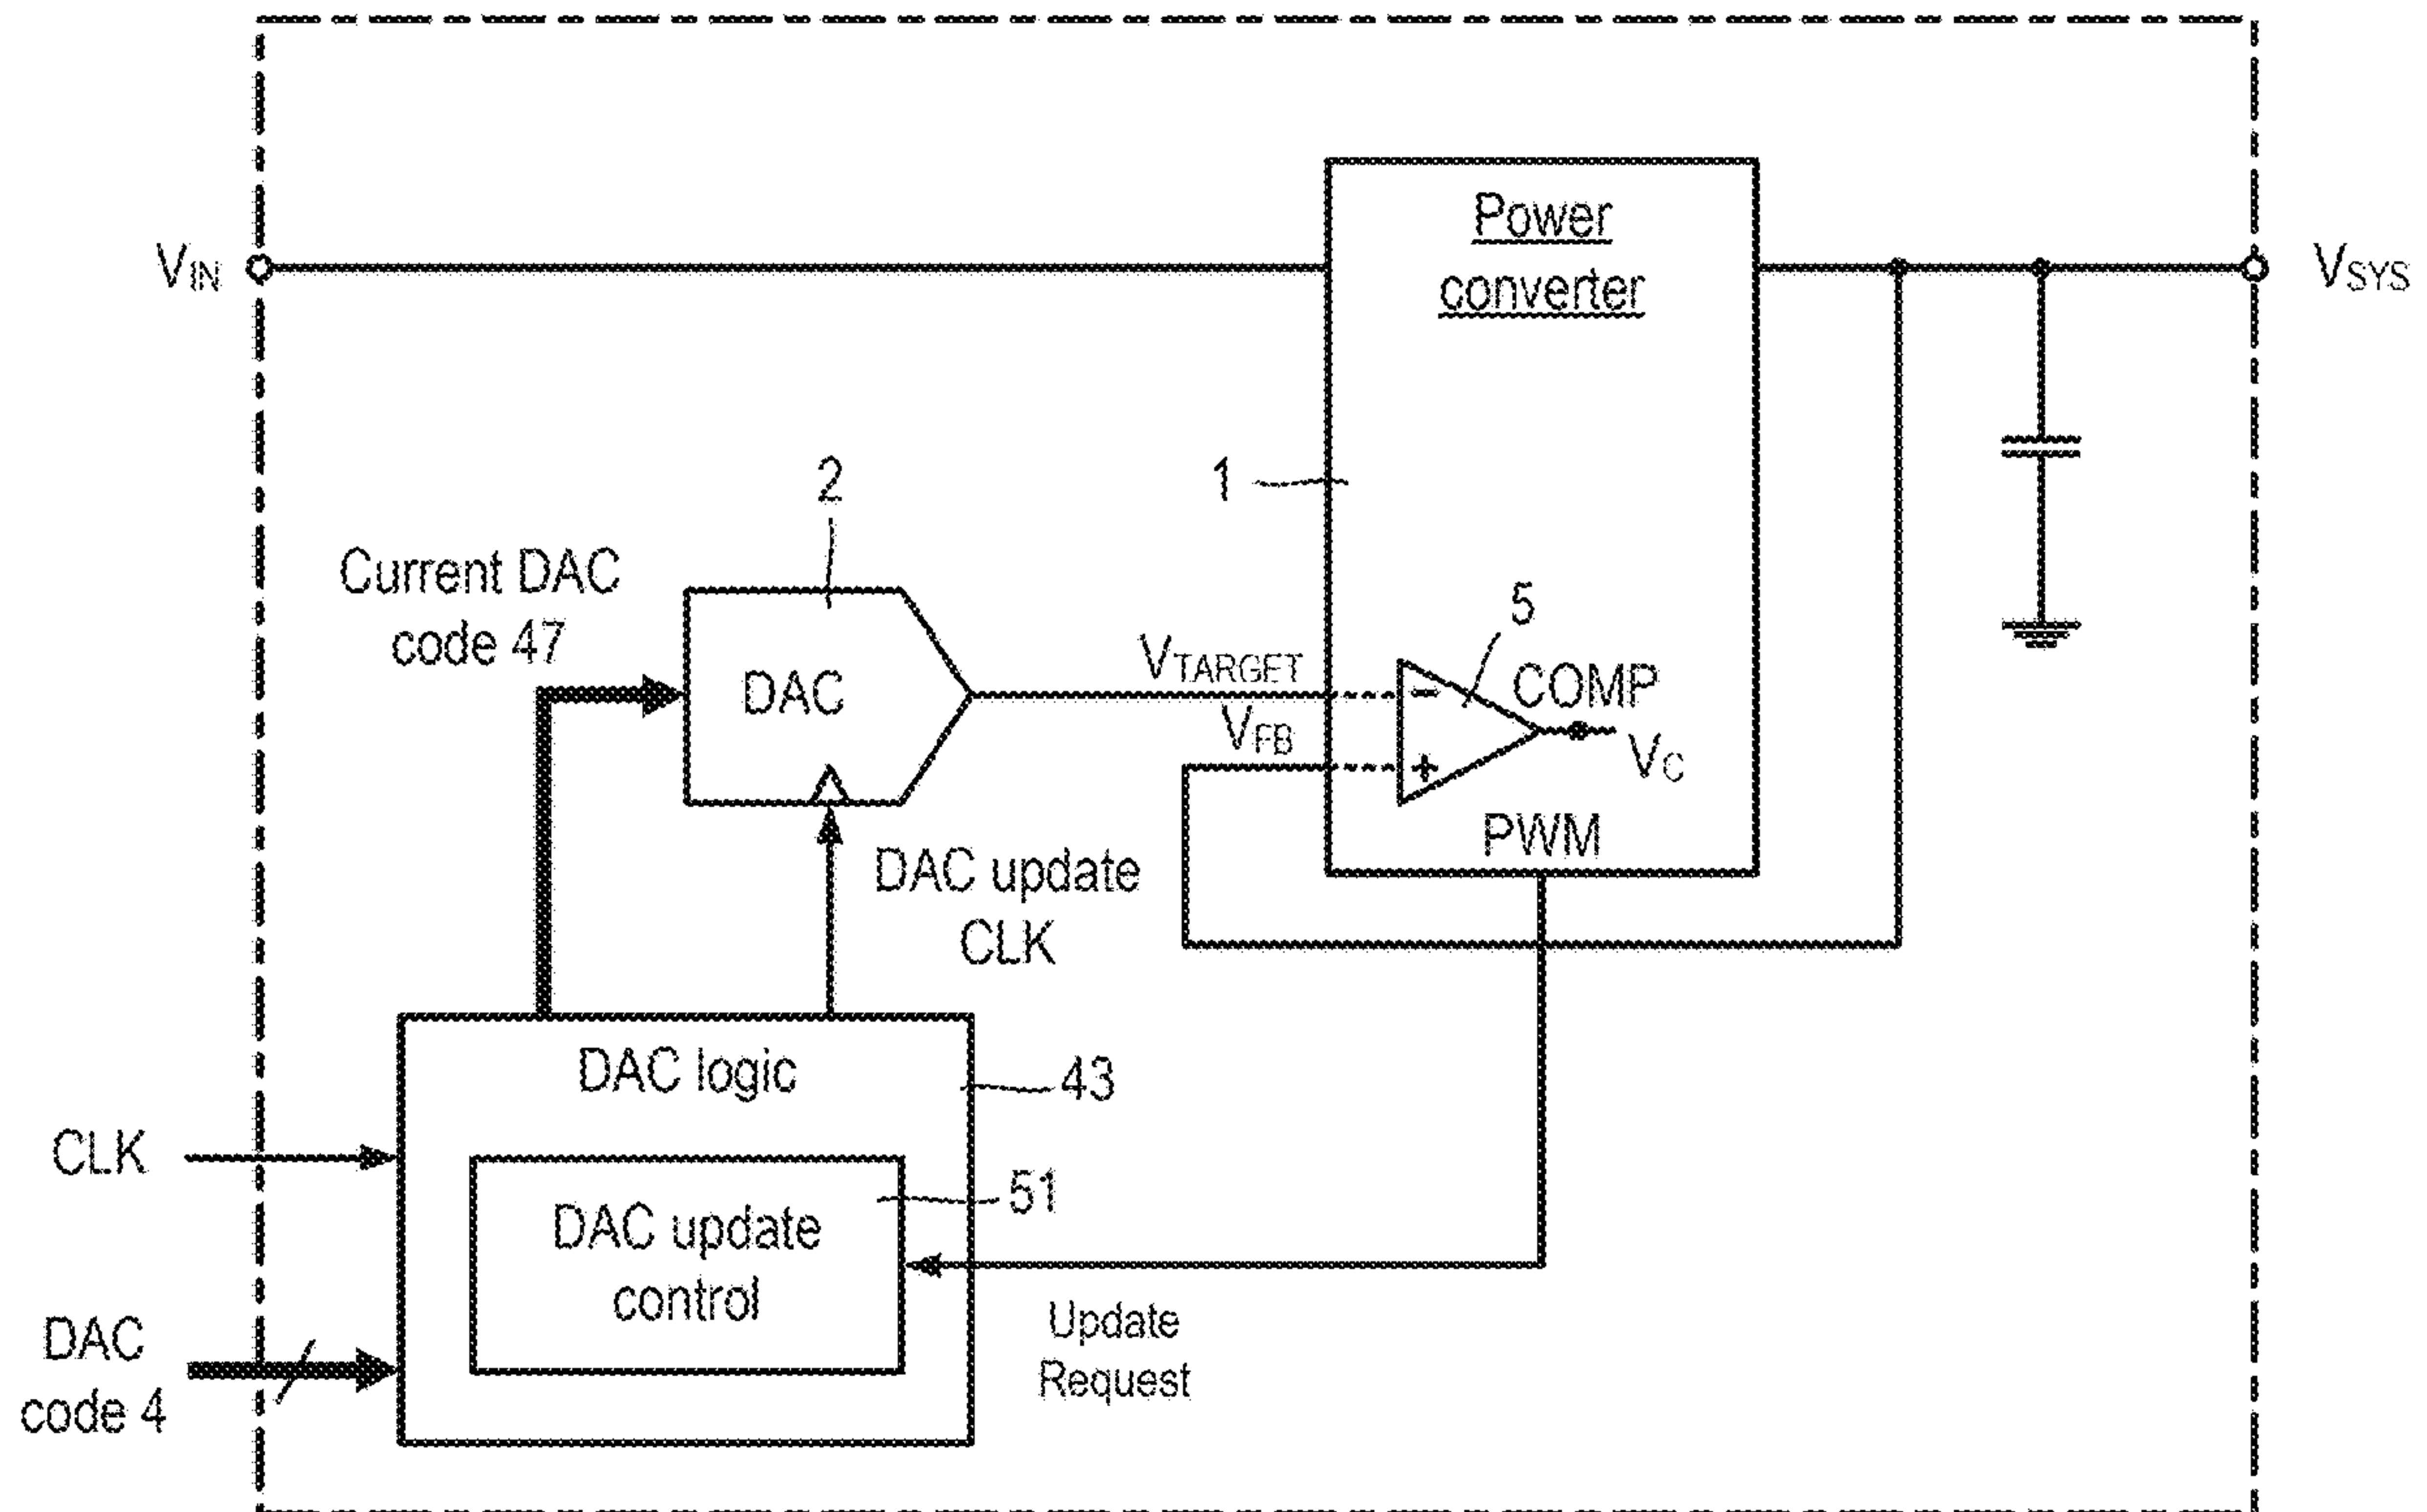 Power
converter
VIN
VSYS
2
1
Current DAC
code 47
5
DAC
VTARGET
VFB
−
+
COMP
VC
PWM
DAC update
CLK
DAC logic
43
CLK
51
DAC update
control
DAC
code 4
Update
Request